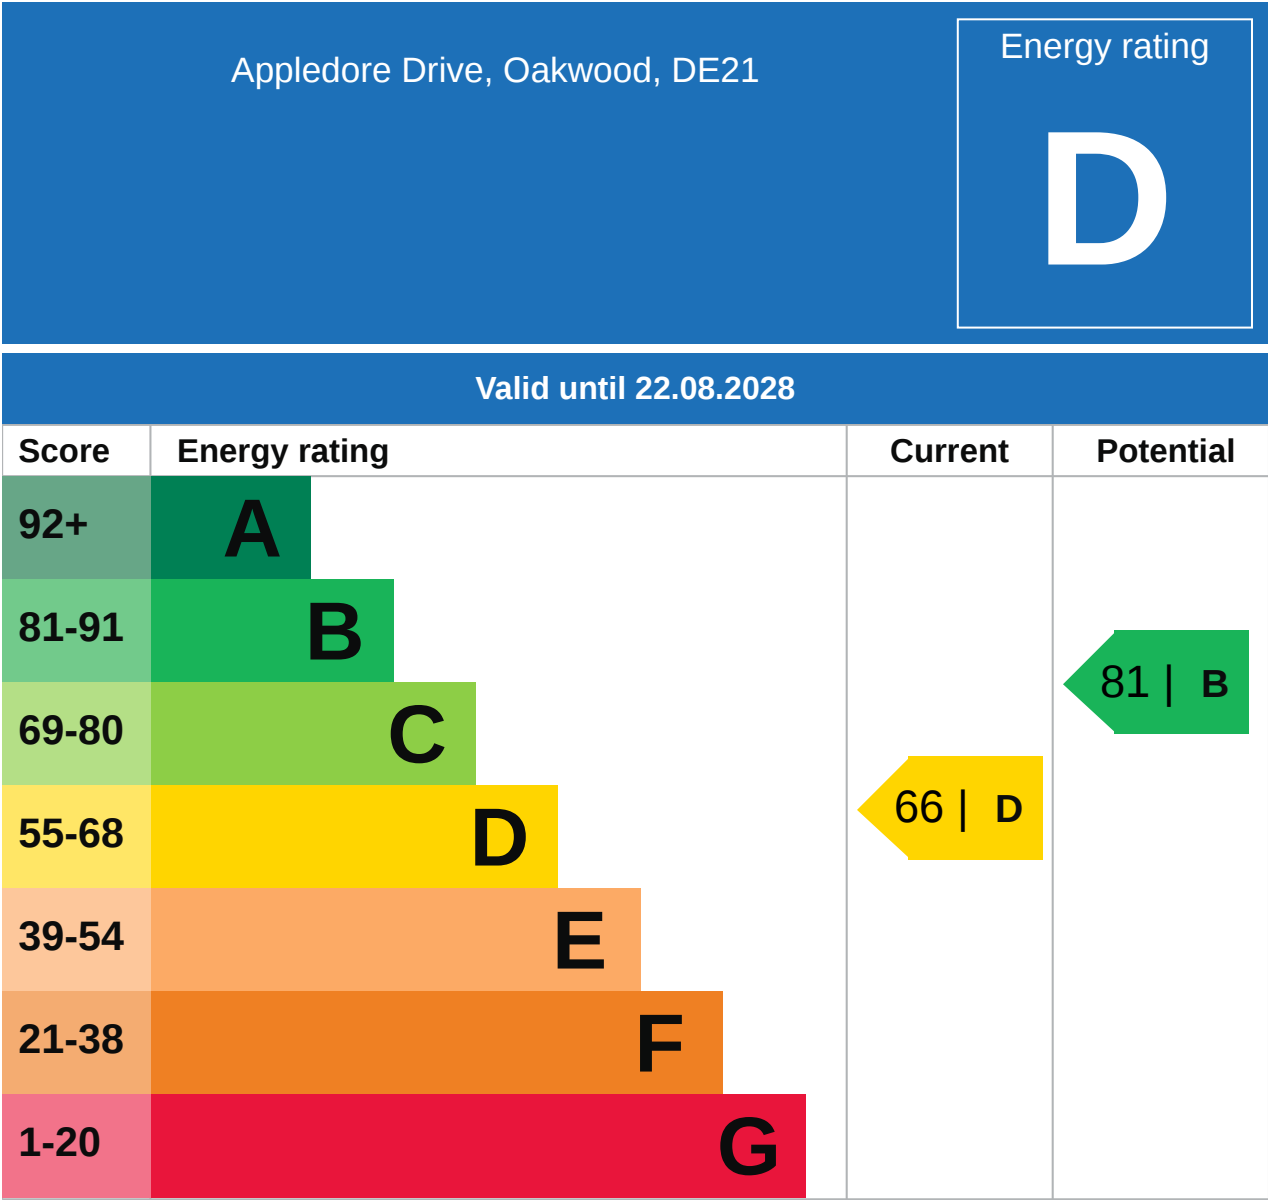 Appledore Drive, Oakwood, DE21
Energy rating
D
Valid until 22.08.2028
Score Energy rating Current Potential
92+ A
81-91 B
81 | B
69-80 C
66 | D
55-68 D
39-54 E
21-38 F
1-20 G